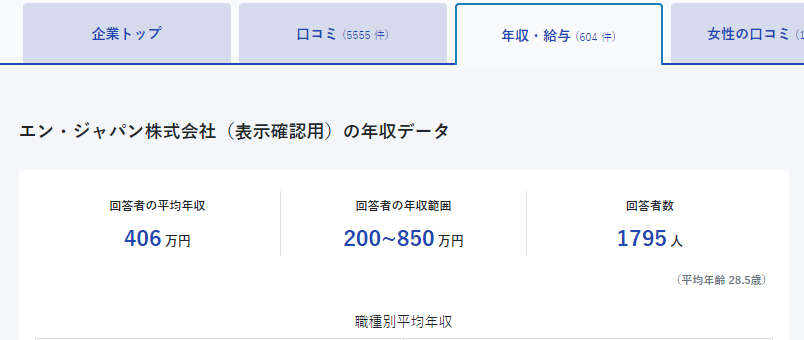 企業トップ
口コミ (5555 件)
年収・給与 (604 件)
女性の口コミ
エン・ジャパン株式会社（表示確認用）の年収データ
回答者の平均年収
回答者の年収範囲
回答者数
406 万円
200~850 万円
1795 人
（平均年齢 28.5歳）
職種別平均年収